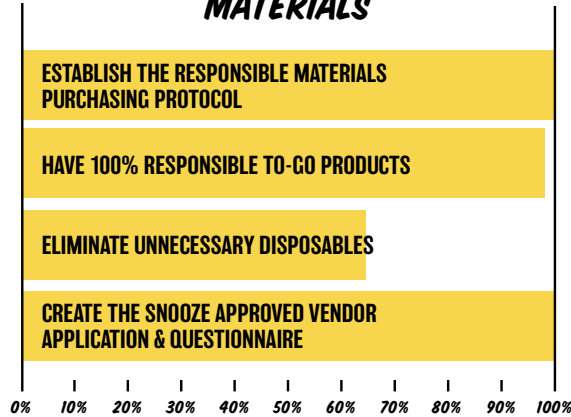 MATERIALS
ESTABLISH THE RESPONSIBLE MATERIALS
PURCHASING PROTOCOL
HAVE 100% RESPONSIBLE TO-GO PRODUCTS
ELIMINATE UNNECESSARY DISPOSABLES
CREATE THE SNOOZE APPROVED VENDOR
APPLICATION & QUESTIONNAIRE
0% 10% 20% 30% 40% 50% 60% 70% 80% 90% 100%